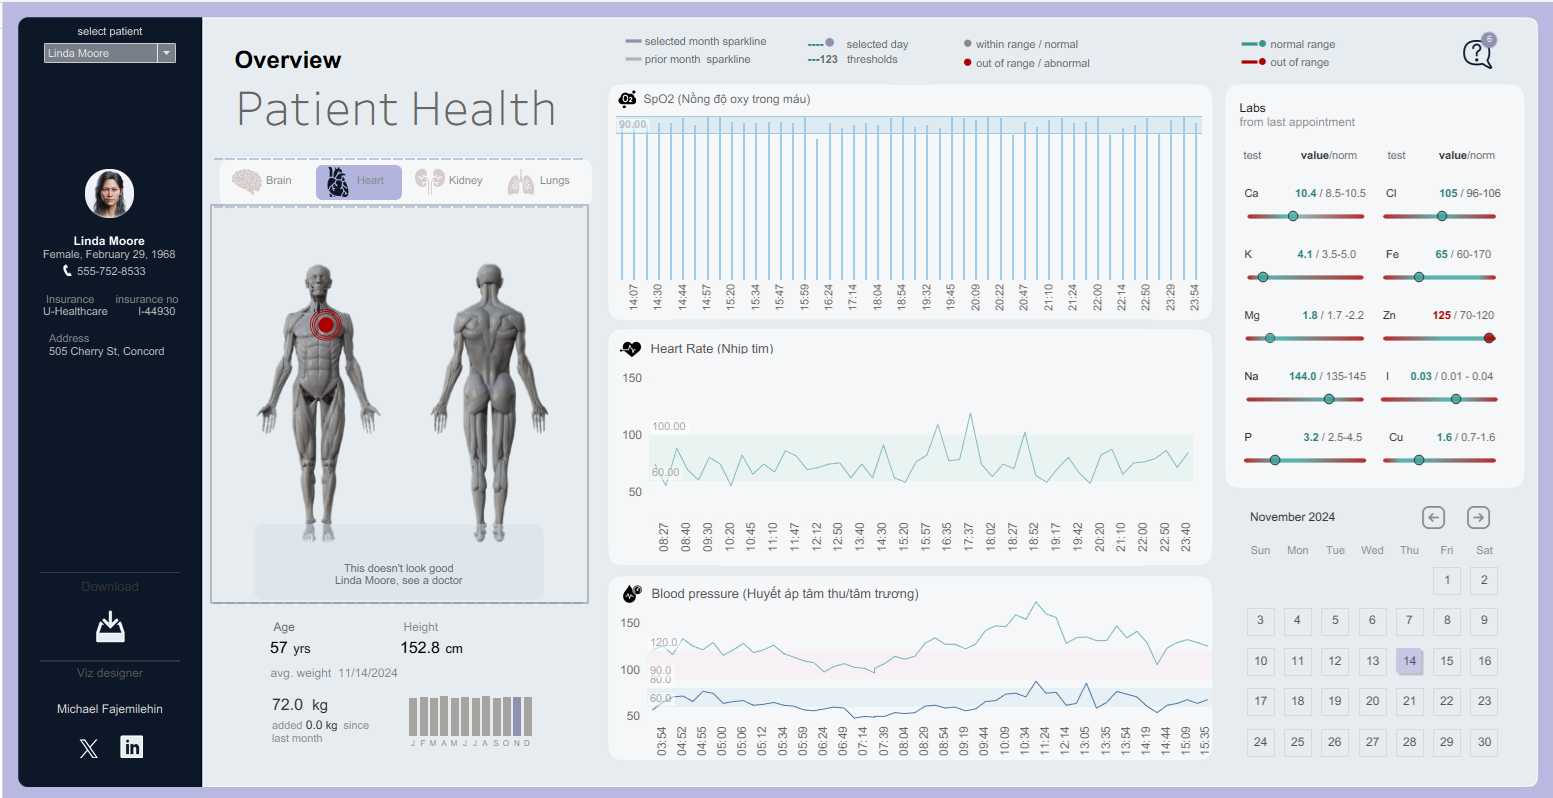 select patient
Linda Moore
Linda Moore
Female, February 29, 1968
555-752-8533
Insurance insurance no
U-Healthcare I-44930
Address
505 Cherry St, Concord
Download
Viz designer
Michael Fajemilehin
X in
Overview
Patient Health
Brain Heart Kidney Lungs
This doesn't look good
Linda Moore, see a doctor
Age Height
57 yrs 152.8 cm
avg. weight 11/14/2024
72.0 kg
added 0.0 kg since
last month
J F M A M J J A S O N D
selected month sparkline
prior month sparkline
selected day
---123 thresholds
within range / normal
out of range / abnormal
normal range
out of range
6
?
O2 SpO2 (Nồng độ oxy trong máu)
90.00
14:07 14:30 14:44 14:57 15:20 15:34 15:47 15:59 16:24 17:14 18:04 18:54 19:32 19:45 20:09 20:22 20:47 21:10 21:24 22:00 22:14 22:50 23:29 23:54
Heart Rate (Nhịp tim)
150
100
50
100.00
60.00
08:27 08:40 09:30 10:20 10:45 11:10 11:47 12:12 12:50 13:40 14:30 15:20 15:57 16:35 17:37 18:02 18:27 18:52 19:17 19:42 20:20 21:10 22:00 22:50 23:40
Blood pressure (Huyết áp tâm thu/tâm trương)
150
100
50
120.0
90.0
80.0
60.0
03:54 04:52 04:55 05:00 05:06 05:12 05:34 05:59 06:24 06:49 07:14 07:39 08:04 08:29 08:54 09:19 09:44 10:09 10:34 11:24 12:14 13:05 13:35 13:54 14:19 14:44 15:09 15:35
Labs
from last appointment
test value/norm test value/norm
Ca 10.4 / 8.5-10.5 Cl 105 / 96-106
K 4.1 / 3.5-5.0 Fe 65 / 60-170
Mg 1.8 / 1.7 -2.2 Zn 125 / 70-120
Na 144.0 / 135-145 I 0.03 / 0.01 - 0.04
P 3.2 / 2.5-4.5 Cu 1.6 / 0.7-1.6
November 2024
Sun Mon Tue Wed Thu Fri Sat
1 2
3 4 5 6 7 8 9
10 11 12 13 14 15 16
17 18 19 20 21 22 23
24 25 26 27 28 29 30